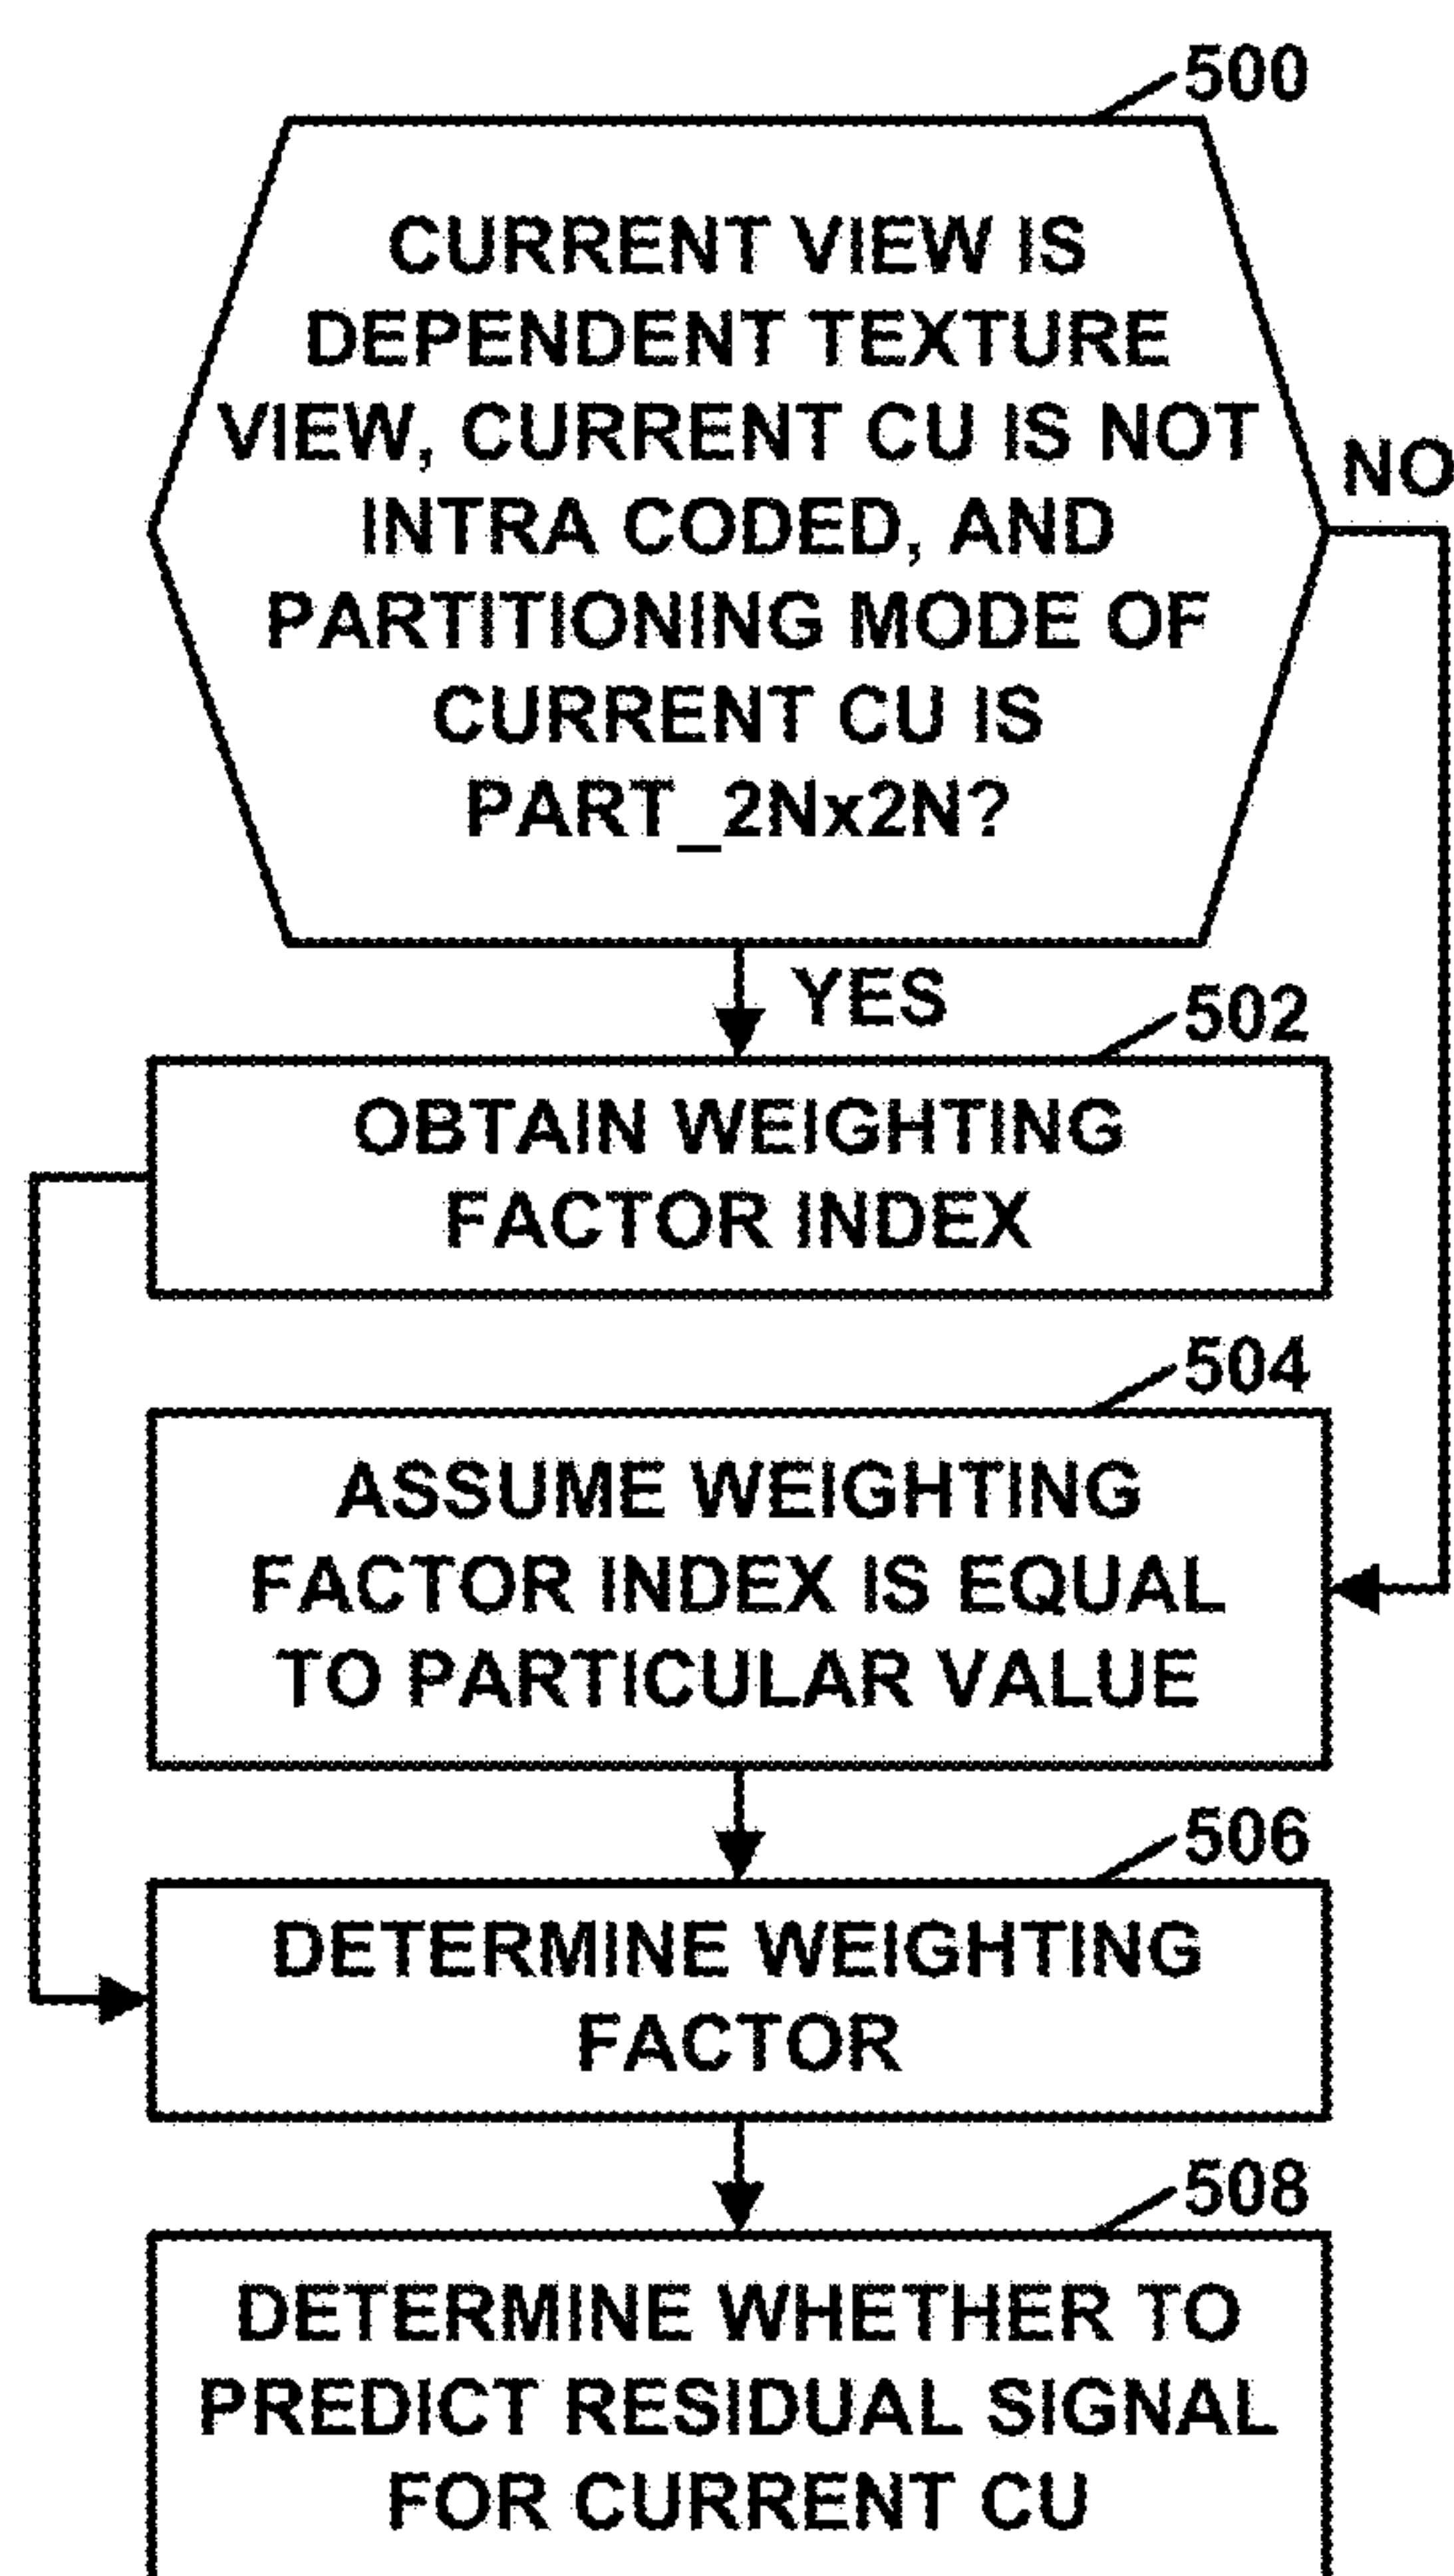 500
CURRENT VIEW IS
DEPENDENT TEXTURE
VIEW, CURRENT CU IS NOT
INTRA CODED, AND
PARTITIONING MODE OF
CURRENT CU IS
PART_2Nx2N?
NO
YES
502
OBTAIN WEIGHTING
FACTOR INDEX
504
ASSUME WEIGHTING
FACTOR INDEX IS EQUAL
TO PARTICULAR VALUE
506
DETERMINE WEIGHTING
FACTOR
508
DETERMINE WHETHER TO
PREDICT RESIDUAL SIGNAL
FOR CURRENT CU